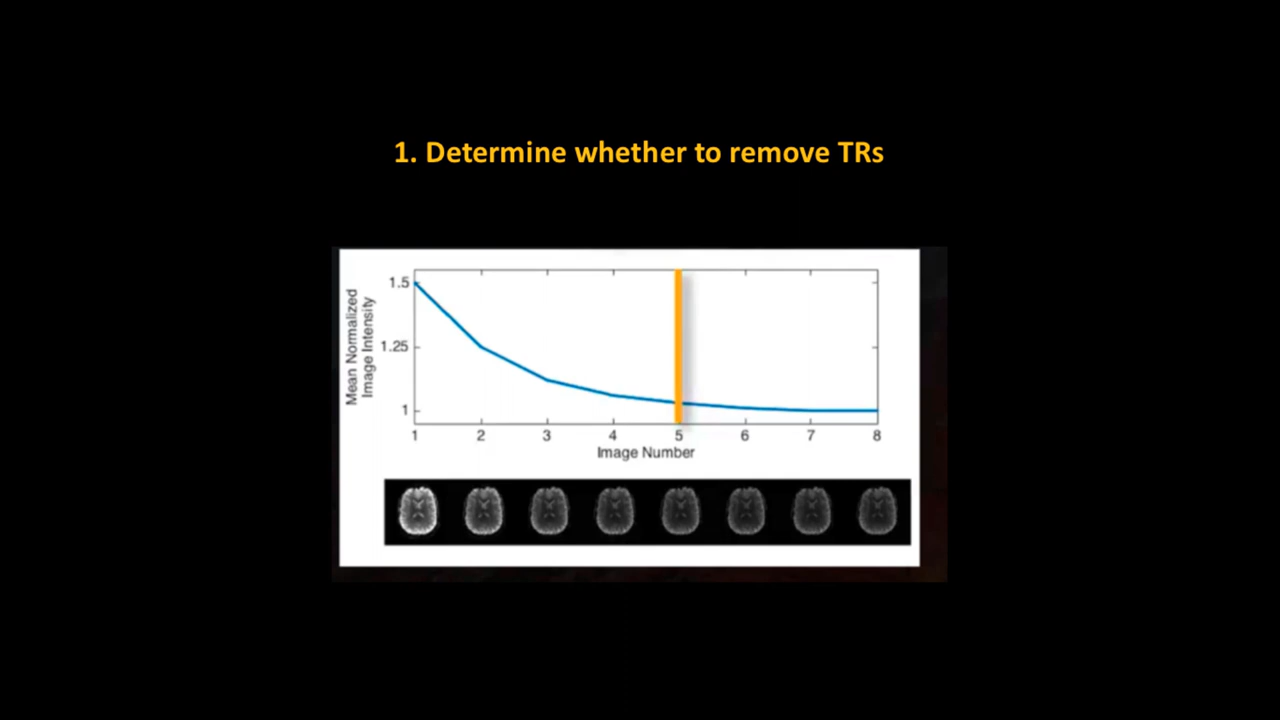 1. Determine whether to remove TRs
Mean Normalized
Image Intensity
1.5
1.25
1
1 2 3 4 5 6 7 8
Image Number